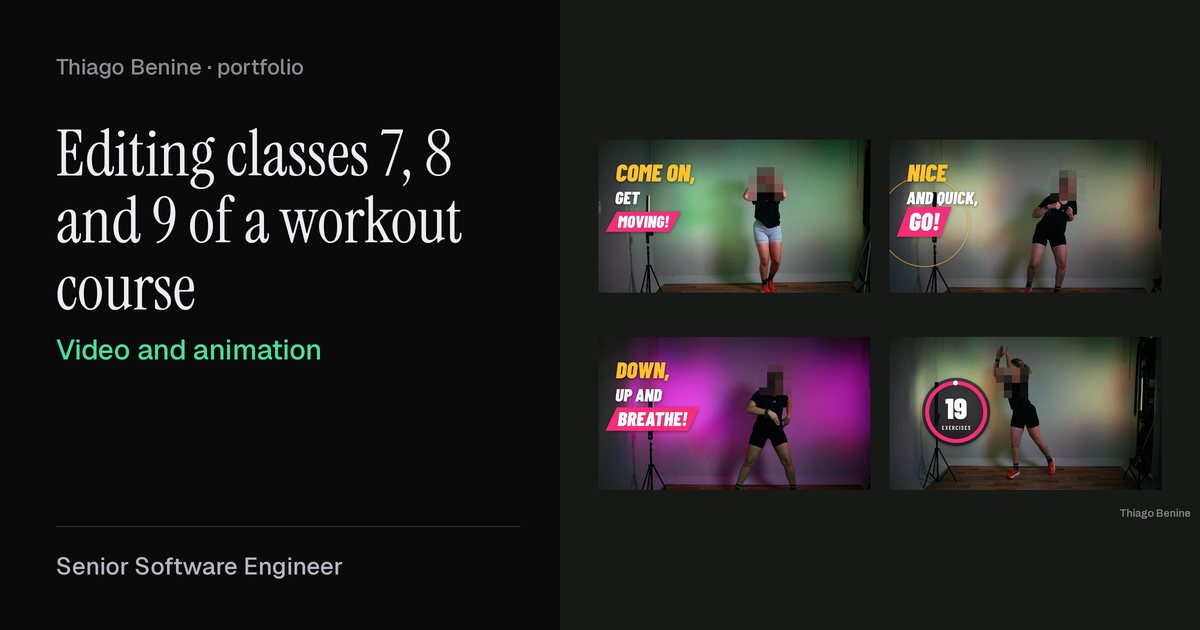 Thiago Benine · portfolio
Editing classes 7, 8
and 9 of a workout
course
Video and animation
Senior Software Engineer
COME ON,
GET
MOVING!
NICE
AND QUICK,
GO!
DOWN,
UP AND
BREATHE!
19
EXERCISES
Thiago Benine